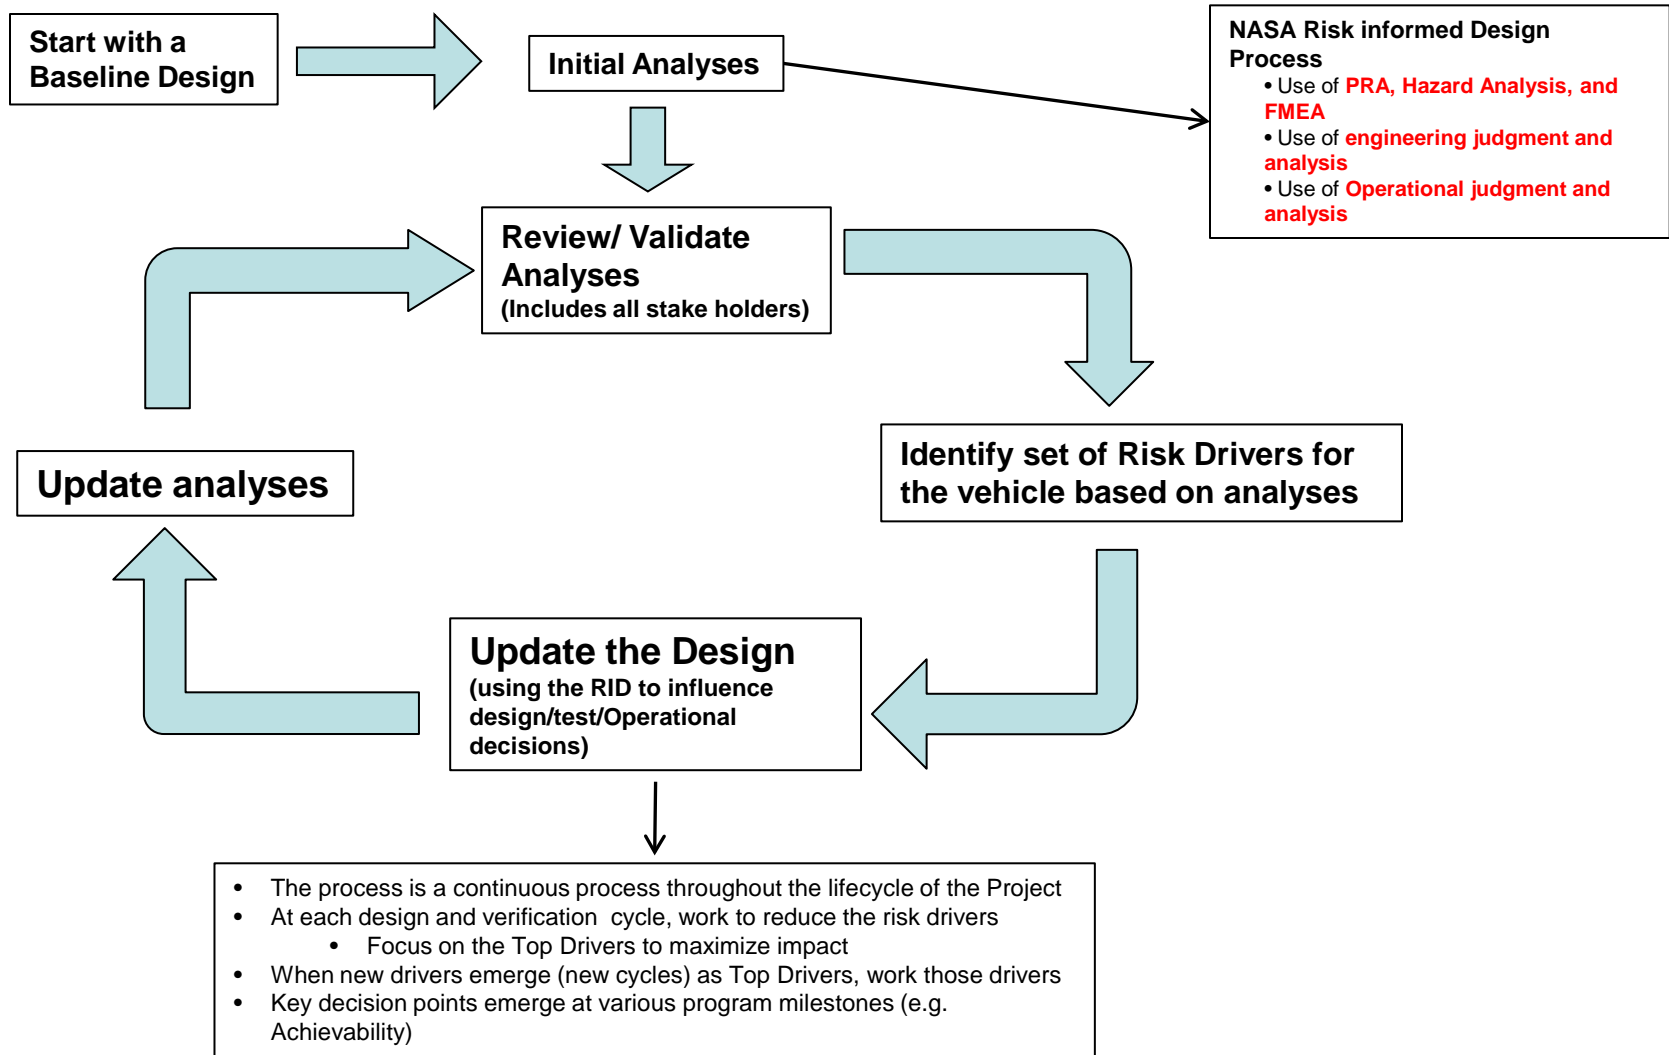 Start with a
Baseline Design
Initial Analyses
NASA Risk informed Design
Process
• Use of PRA, Hazard Analysis, and
FMEA
• Use of engineering judgment and
analysis
• Use of Operational judgment and
analysis
Review/ Validate
Analyses
(Includes all stake holders)
Update analyses
Identify set of Risk Drivers for
the vehicle based on analyses
Update the Design
(using the RID to influence
design/test/Operational
decisions)
• The process is a continuous process throughout the lifecycle of the Project
• At each design and verification cycle, work to reduce the risk drivers
• Focus on the Top Drivers to maximize impact
• When new drivers emerge (new cycles) as Top Drivers, work those drivers
• Key decision points emerge at various program milestones (e.g.
Achievability)